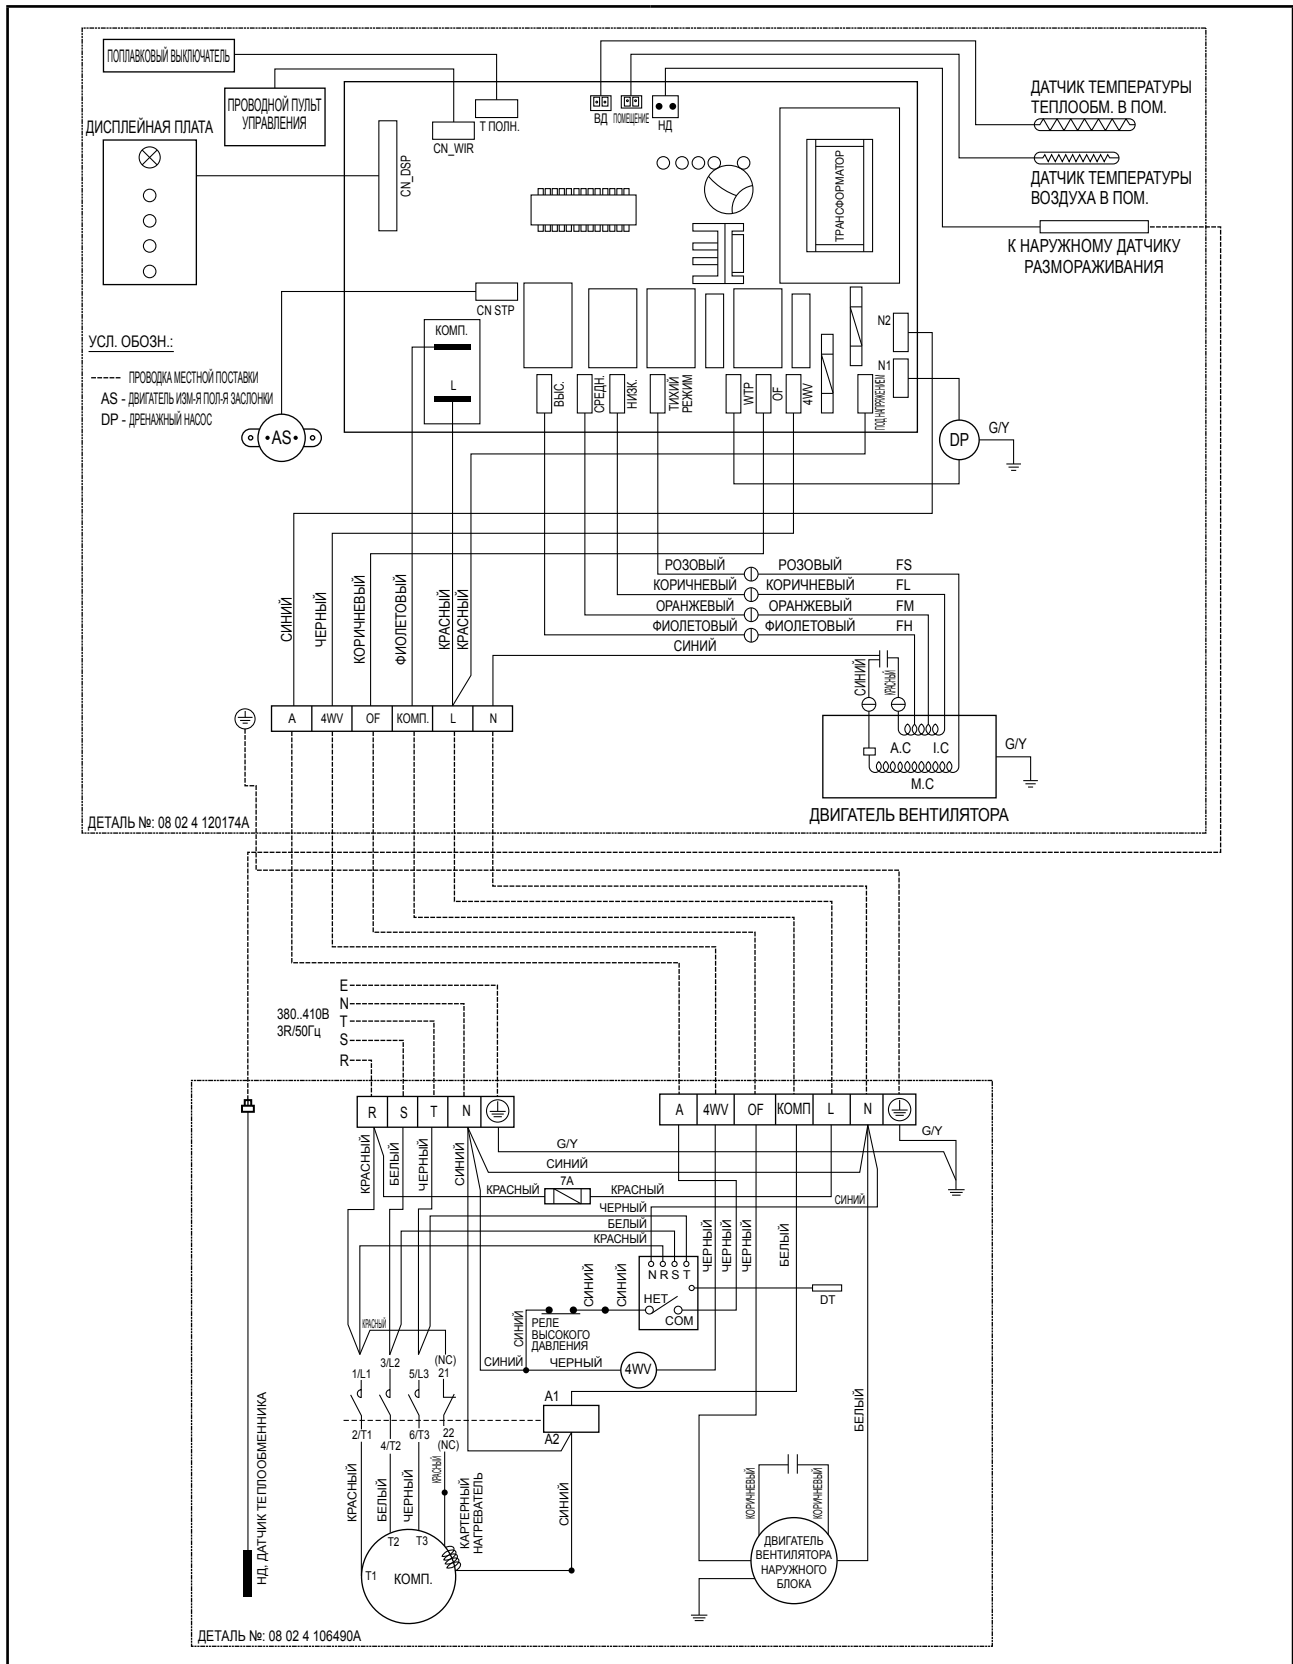 ПОПЛАВКОВЫЙ ВЫКЛЮЧАТЕЛЬ
ПРОВОДНОЙ ПУЛЬТ
УПРАВЛЕНИЯ
ДИСПЛЕЙНАЯ ПЛАТА
CN_DSP
CN_WIR
Т ПОЛН.
ВД
ПОМЕЩЕНИЕ
НД
ТРАНСФОРМАТОР
ДАТЧИК ТЕМПЕРАТУРЫ
ТЕПЛООБМ. В ПОМ.
ДАТЧИК ТЕМПЕРАТУРЫ
ВОЗДУХА В ПОМ.
К НАРУЖНОМУ ДАТЧИКУ
РАЗМОРАЖИВАНИЯ
CN STP
КОМП.
L
N2
N1
УСЛ. ОБОЗН.:
ПРОВОДКА МЕСТНОЙ ПОСТАВКИ
AS - ДВИГАТЕЛЬ ИЗМ-Я ПОЛ-Я ЗАСЛОНКИ
DP - ДРЕНАЖНЫЙ НАСОС
AS
ВЫС.
СРЕДН.
НИЗК.
ТИХИЙ
РЕЖИМ
WTP
OF
4WV
ПОД НАПРЯЖЕНИЕМ
DP
G/Y
СИНИЙ
ЧЕРНЫЙ
КОРИЧНЕВЫЙ
ФИОЛЕТОВЫЙ
КРАСНЫЙ
КРАСНЫЙ
РОЗОВЫЙ РОЗОВЫЙ FS
КОРИЧНЕВЫЙ КОРИЧНЕВЫЙ FL
ОРАНЖЕВЫЙ ОРАНЖЕВЫЙ FM
ФИОЛЕТОВЫЙ ФИОЛЕТОВЫЙ FH
СИНИЙ
СИНИЙ
КРАСНЫЙ
A 4WV OF КОМП. L N
A.C I.C
M.C
G/Y
ДВИГАТЕЛЬ ВЕНТИЛЯТОРА
ДЕТАЛЬ №: 08 02 4 120174A
380..410В
3R/50Гц
E
N
T
S
R
R S T N
A 4WV OF КОМП L N
G/Y
G/Y
СИНИЙ
КРАСНЫЙ
БЕЛЫЙ
ЧЕРНЫЙ
СИНИЙ
КРАСНЫЙ 7A КРАСНЫЙ
СИНИЙ
ЧЕРНЫЙ
БЕЛЫЙ
КРАСНЫЙ
ЧЕРНЫЙ
ЧЕРНЫЙ
ЧЕРНЫЙ
БЕЛЫЙ
N R S T
НЕТ
COM
DT
СИНИЙ
СИНИЙ
СИНИЙ
РЕЛЕ
ВЫСОКОГО
ДАВЛЕНИЯ
СИНИЙ ЧЕРНЫЙ 4WV
КРАСНЫЙ
1/L1
3/L2
5/L3
(NC)
21
2/T1
4/T2
6/T3
22
(NC)
A1
A2
КРАСНЫЙ
БЕЛЫЙ
ЧЕРНЫЙ
КРАСНЫЙ
КАРТЕРНЫЙ
НАГРЕВАТЕЛЬ
СИНИЙ
T1
T2
T3
КОМП.
БЕЛЫЙ
КОРИЧНЕВЫЙ
КОРИЧНЕВЫЙ
ДВИГАТЕЛЬ
ВЕНТИЛЯТОРА
НАРУЖНОГО
БЛОКА
НД, ДАТЧИК ТЕПЛООБМЕННИКА
ДЕТАЛЬ №: 08 02 4 106490A